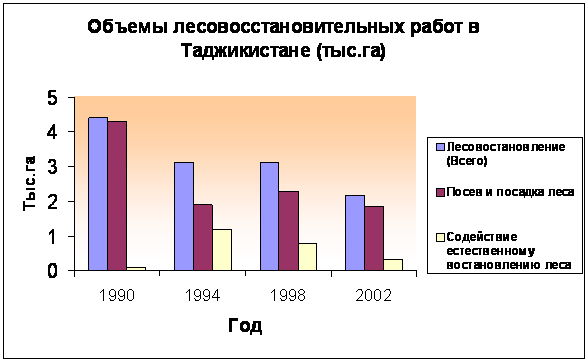 Объемы лесовосстановительных работ в
Таджикистане (тыс.га)
5
4
3
2
1
0
Тыс.га
1990 1994 1998 2002
Год
Лесовостановление
(Всего)
Посев и посадка леса
Содействие
естественному
востановлению леса